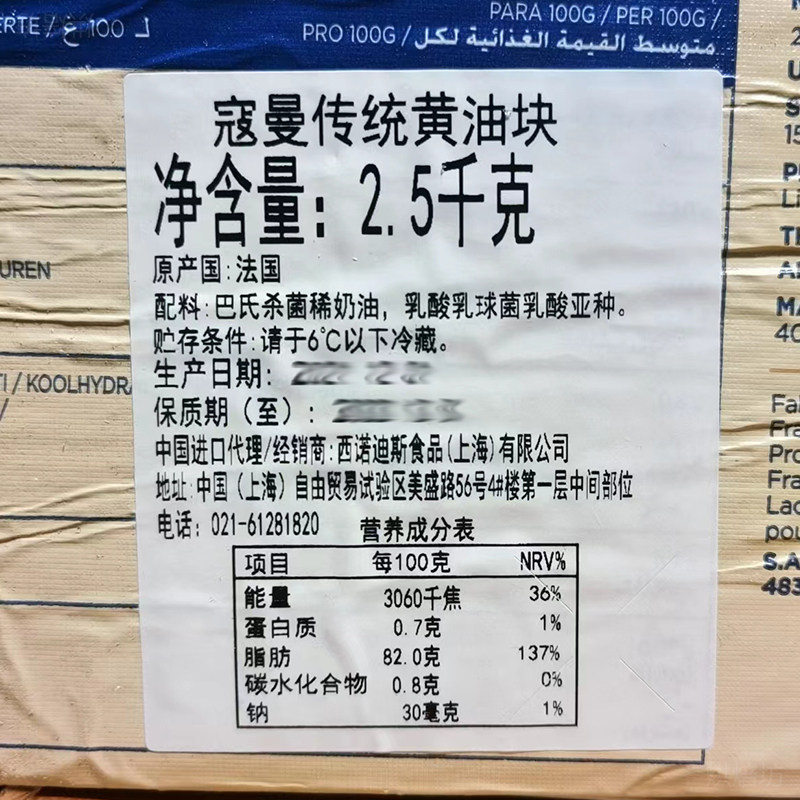 PARA 100G / PER 100G /
ERTE / 100 ع
PRO 100G / متوسط القيمة الغذائية لكل
寇曼传统黄油块
净含量：2.5千克
原产国:法国
配料:巴氏杀菌稀奶油，乳酸乳球菌乳酸亚种。
贮存条件:请于6℃以下冷藏。
生产日期:
保质期（至）:
中国进口代理/经销商:西诺迪斯食品(上海)有限公司
地址:中国（上海）自由贸易试验区美盛路56号4#楼第一层中间部位
电话: 021-61281820
营养成分表
项目 每100克 NRV%
能量 3060千焦 36%
蛋白质 0.7克 1%
脂肪 82.0克 137%
碳水化合物 0.8克 0%
钠 30毫克 1%
UREN
TI / KOOLHYDRA
Fai
Fra
Pro
Fra
Lac
pou
S.A
483